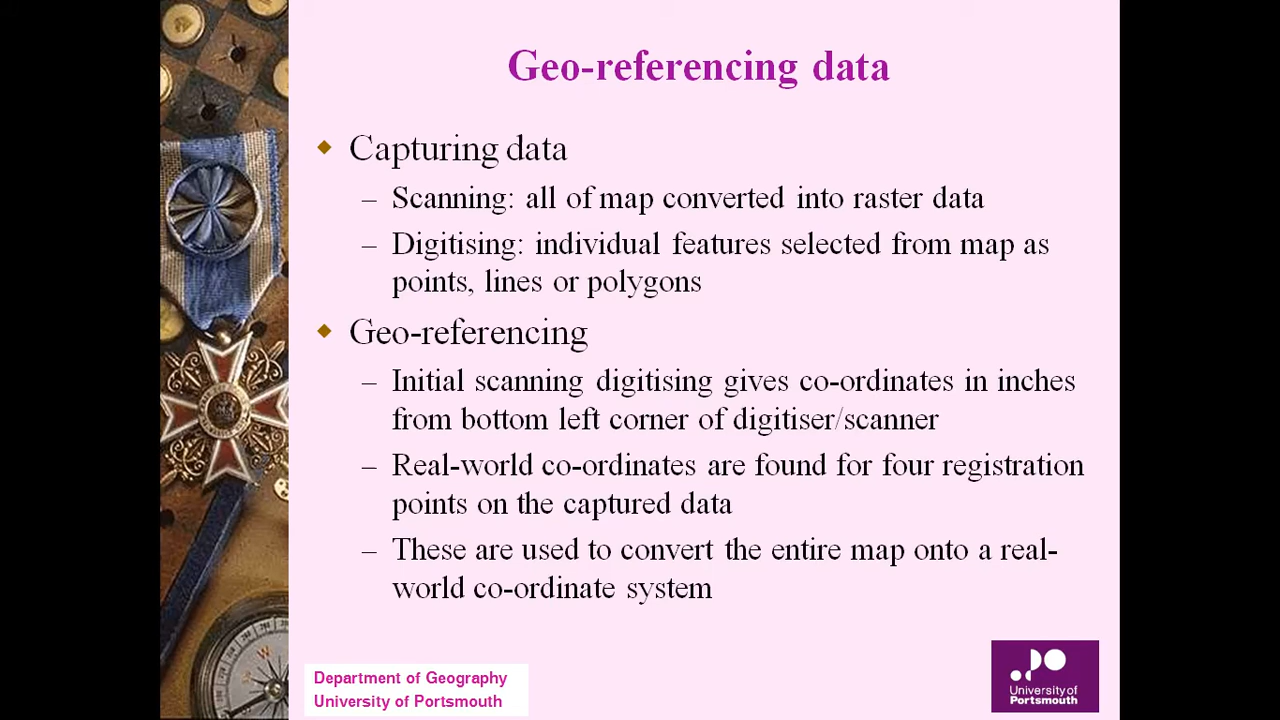 Geo-referencing data
Capturing data
– Scanning: all of map converted into raster data
– Digitising: individual features selected from map as
points, lines or polygons
Geo-referencing
– Initial scanning digitising gives co-ordinates in inches
from bottom left corner of digitiser/scanner
– Real-world co-ordinates are found for four registration
points on the captured data
– These are used to convert the entire map onto a real-
world co-ordinate system
Department of Geography
University of Portsmouth
University of
Portsmouth